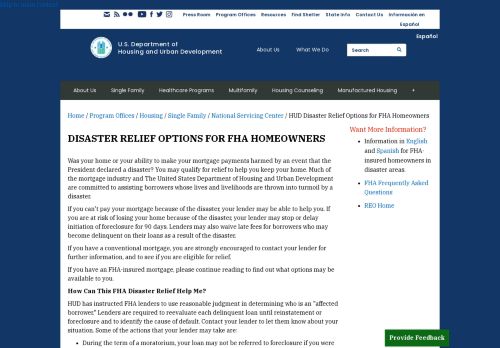 Skip to main content
Press Room Program Offices Resources Find Shelter State Info Contact Us Información en Español
Español
U.S. Department of
Housing and Urban Development
About Us What We Do
Search
About Us Single Family Healthcare Programs Multifamily Housing Counseling Manufactured Housing +
Home / Program Offices / Housing / Single Family / National Servicing Center / HUD Disaster Relief Options for FHA Homeowners
DISASTER RELIEF OPTIONS FOR FHA HOMEOWNERS
Was your home or your ability to make your mortgage payments harmed by an event that the
President declared a disaster? You may qualify for relief to help you keep your home. Much of
the mortgage industry and The United States Department of Housing and Urban Development
are committed to assisting borrowers whose lives and livelihoods are thrown into turmoil by a
disaster.
If you can't pay your mortgage because of the disaster, your lender may be able to help you. If
you are at risk of losing your home because of the disaster, your lender may stop or delay
initiation of foreclosure for 90 days. Lenders may also waive late fees for borrowers who may
become delinquent on their loans as a result of the disaster.
If you have a conventional mortgage, you are strongly encouraged to contact your lender for
further information, and to see if you are eligible for relief.
If you have an FHA-insured mortgage, please continue reading to find out what options may be
available to you.
How Can This FHA Disaster Relief Help Me?
HUD has instructed FHA lenders to use reasonable judgment in determining who is an "affected
borrower." Lenders are required to reevaluate each delinquent loan until reinstatement or
foreclosure and to identify the cause of default. Contact your lender to let them know about your
situation. Some of the actions that your lender may take are:
• During the term of a moratorium, your loan may not be referred to foreclosure if you were
Want More Information?
• Information in English
and Spanish for FHA-
insured homeowners in
disaster areas.
• FHA Frequently Asked
Questions
• REO Home
Provide Feedback